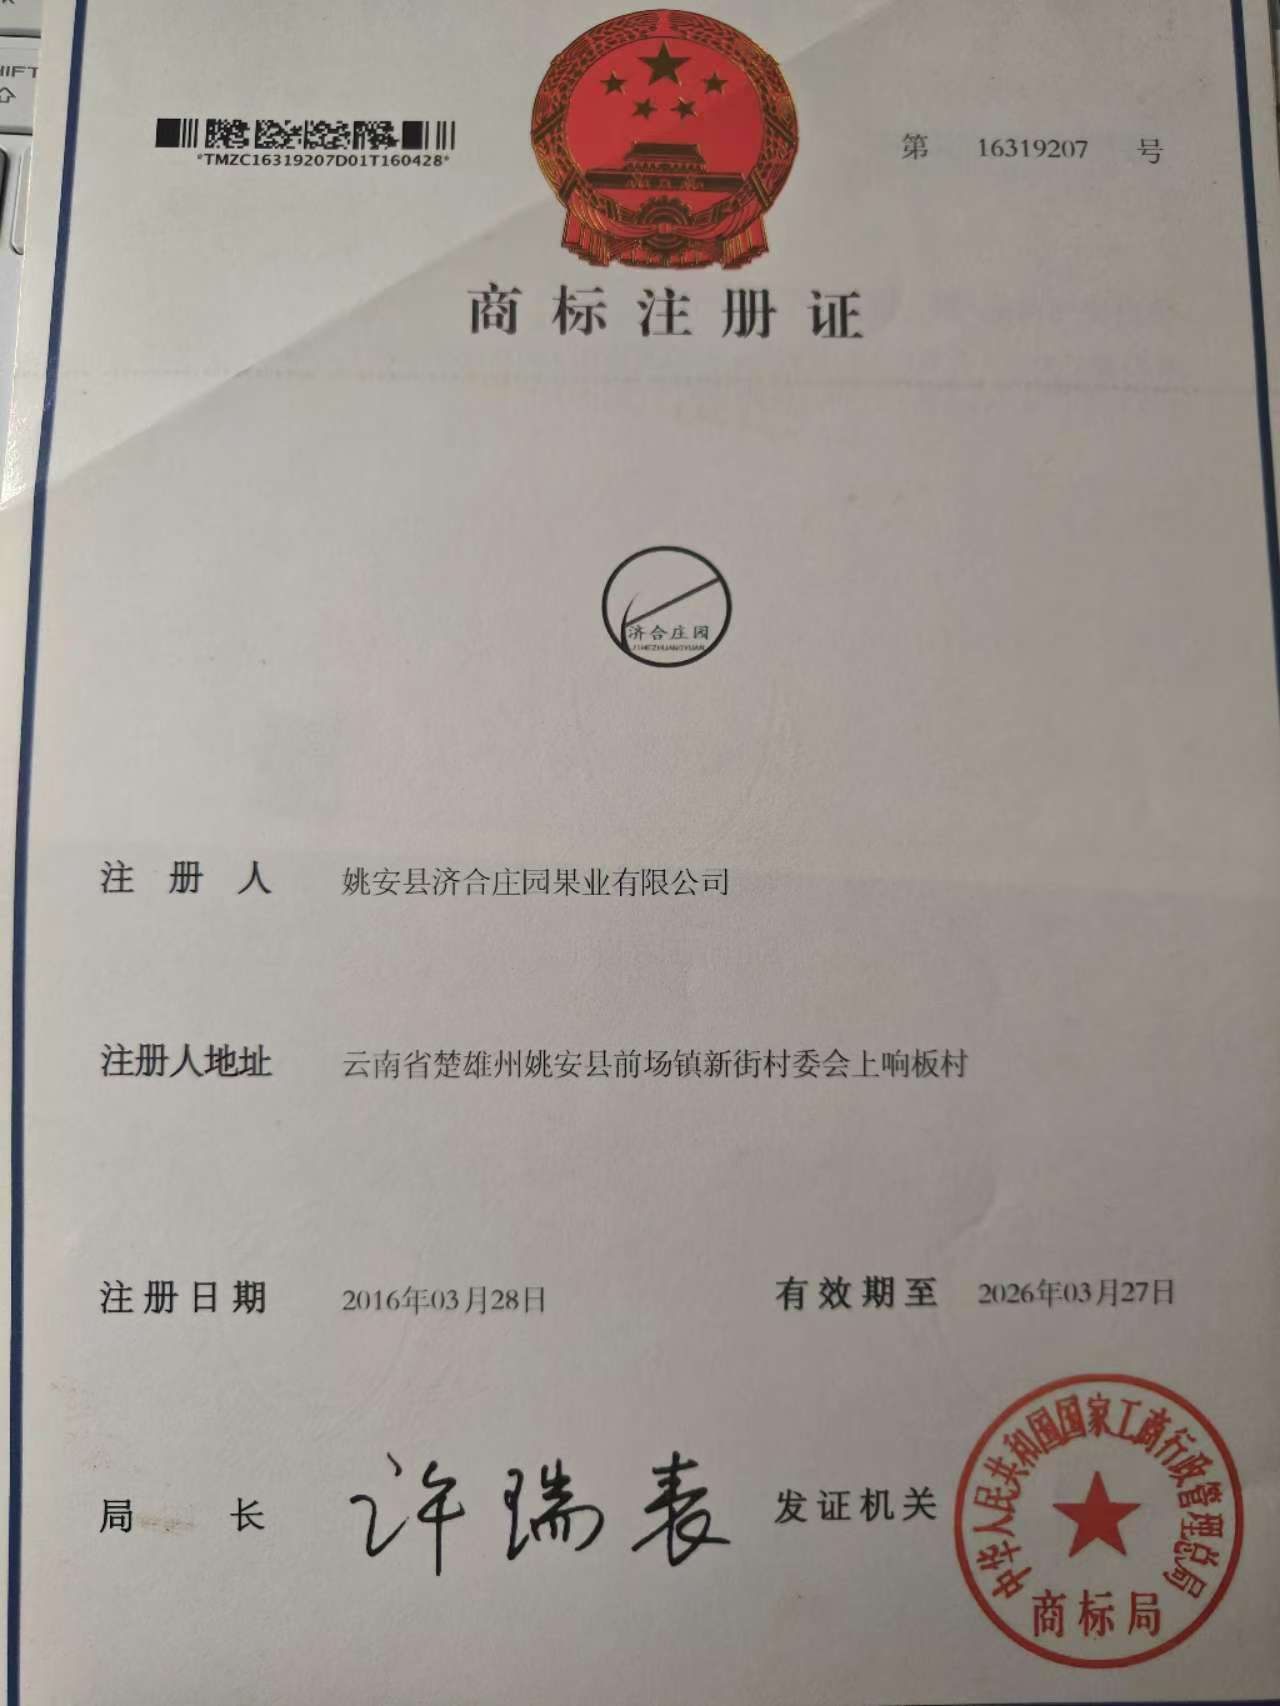 *TMZC16319207D01T160428*
第 16319207 号
商标注册证
济合庄园
JIHEZHUANGYUAN
注册人 姚安县济合庄园果业有限公司
注册人地址 云南省楚雄州姚安县前场镇新街村委会上响板村
注册日期 2016年03月28日 有效期至 2026年03月27日
局长 许瑞表 发证机关
中华人民共和国国家工商行政管理总局
商标局